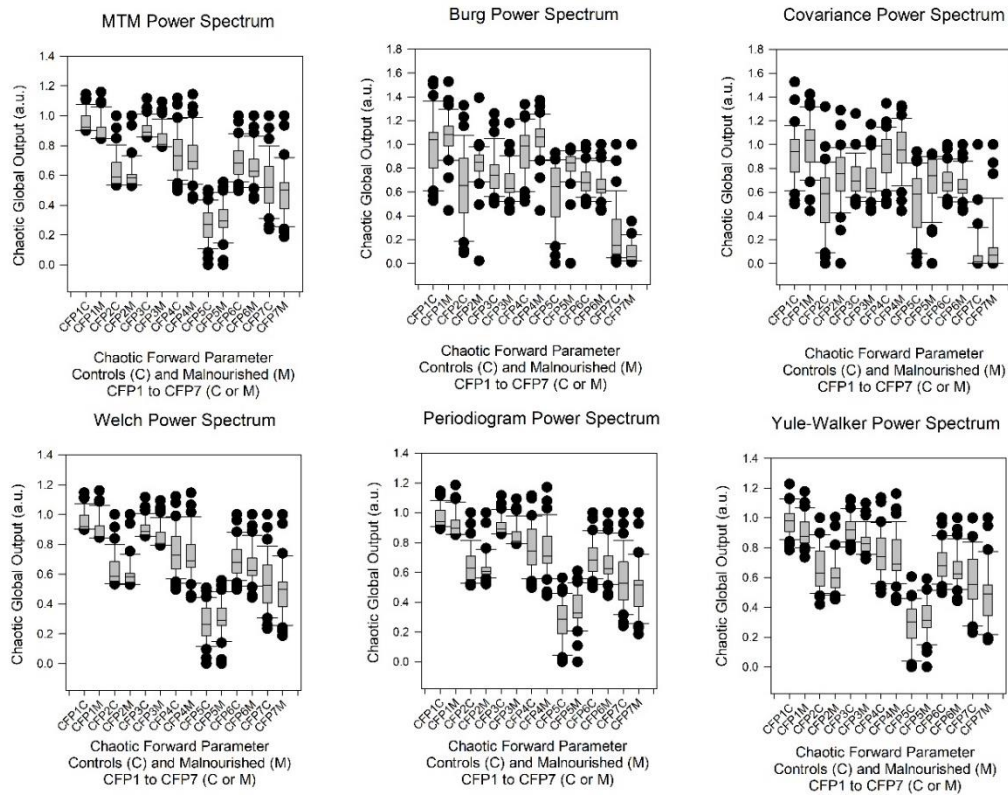 MTM Power Spectrum
Chaotic Global Output (a.u.)
1.4
1.2
1.0
0.8
0.6
0.4
0.2
0.0
CFP1C CFP1M CFP2C CFP2M CFP3C CFP3M CFP4C CFP4M CFP5C CFP5M CFP6C CFP6M CFP7C CFP7M
Chaotic Forward Parameter
Controls (C) and Malnourished (M)
CFP1 to CFP7 (C or M)
Burg Power Spectrum
Chaotic Global Output (a.u.)
1.8
1.6
1.4
1.2
1.0
0.8
0.6
0.4
0.2
0.0
CFP1C CFP1M CFP2C CFP2M CFP3C CFP3M CFP4C CFP4M CFP5C CFP5M CFP6C CFP6M CFP7C CFP7M
Chaotic Forward Parameter
Controls (C) and Malnourished (M)
CFP1 to CFP7 (C or M)
Covariance Power Spectrum
Chaotic Global Output (a.u.)
1.8
1.6
1.4
1.2
1.0
0.8
0.6
0.4
0.2
0.0
CFP1C CFP1M CFP2C CFP2M CFP3C CFP3M CFP4C CFP4M CFP5C CFP5M CFP6C CFP6M CFP7C CFP7M
Chaotic Forward Parameter
Controls (C) and Malnourished (M)
CFP1 to CFP7 (C or M)
Welch Power Spectrum
Chaotic Global Output (a.u.)
1.4
1.2
1.0
0.8
0.6
0.4
0.2
0.0
CFP1C CFP1M CFP2C CFP2M CFP3C CFP3M CFP4C CFP4M CFP5C CFP5M CFP6C CFP6M CFP7C CFP7M
Chaotic Forward Parameter
Controls (C) and Malnourished (M)
CFP1 to CFP7 (C or M)
Periodiogram Power Spectrum
Chaotic Global Output (a.u.)
1.4
1.2
1.0
0.8
0.6
0.4
0.2
0.0
CFP1C CFP1M CFP2C CFP2M CFP3C CFP3M CFP4C CFP4M CFP5C CFP5M CFP6C CFP6M CFP7C CFP7M
Chaotic Forward Parameter
Controls (C) and Malnourished (M)
CFP1 to CFP7 (C or M)
Yule-Walker Power Spectrum
Chaotic Global Output (a.u.)
1.4
1.2
1.0
0.8
0.6
0.4
0.2
0.0
CFP1C CFP1M CFP2C CFP2M CFP3C CFP3M CFP4C CFP4M CFP5C CFP5M CFP6C CFP6M CFP7C CFP7M
Chaotic Forward Parameter
Controls (C) and Malnourished (M)
CFP1 to CFP7 (C or M)